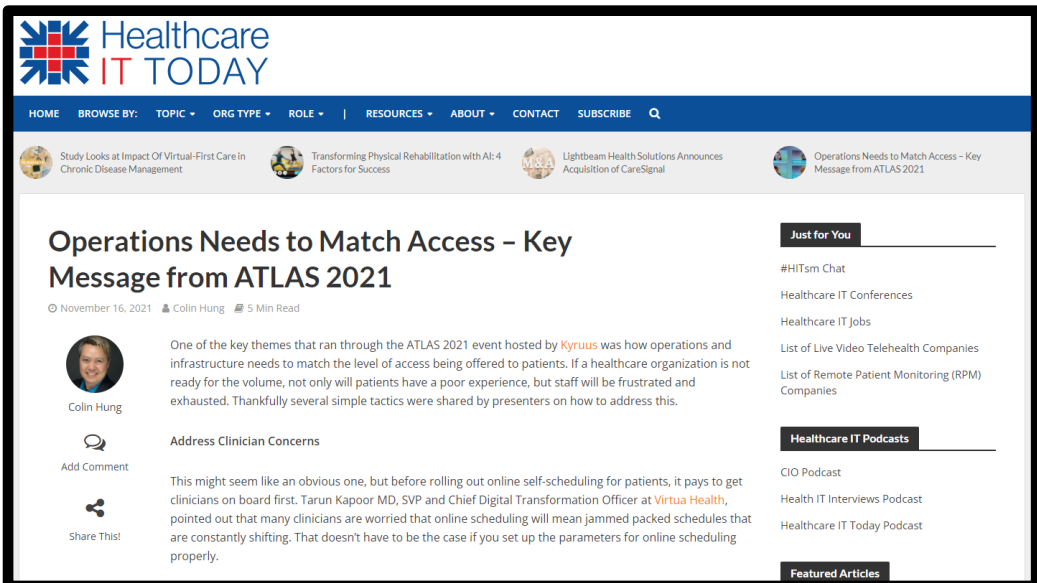 Healthcare
IT TODAY
HOME BROWSE BY: TOPIC ORG TYPE ROLE | RESOURCES ABOUT CONTACT SUBSCRIBE
Study Looks at Impact Of Virtual-First Care in
Chronic Disease Management
Transforming Physical Rehabilitation with AI: 4
Factors for Success
M&A
Lightbeam Health Solutions Announces
Acquisition of CareSignal
Operations Needs to Match Access – Key
Message from ATLAS 2021
Operations Needs to Match Access – Key
Message from ATLAS 2021
November 16, 2021 Colin Hung 5 Min Read
Colin Hung
Add Comment
Share This!
One of the key themes that ran through the ATLAS 2021 event hosted by Kyruus was how operations and
infrastructure needs to match the level of access being offered to patients. If a healthcare organization is not
ready for the volume, not only will patients have a poor experience, but staff will be frustrated and
exhausted. Thankfully several simple tactics were shared by presenters on how to address this.
Address Clinician Concerns
This might seem like an obvious one, but before rolling out online self-scheduling for patients, it pays to get
clinicians on board first. Tarun Kapoor MD, SVP and Chief Digital Transformation Officer at Virtua Health,
pointed out that many clinicians are worried that online scheduling will mean jammed packed schedules that
are constantly shifting. That doesn't have to be the case if you set up the parameters for online scheduling
properly.
Just for You
#HITsm Chat
Healthcare IT Conferences
Healthcare IT Jobs
List of Live Video Telehealth Companies
List of Remote Patient Monitoring (RPM)
Companies
Healthcare IT Podcasts
CIO Podcast
Health IT Interviews Podcast
Healthcare IT Today Podcast
Featured Articles